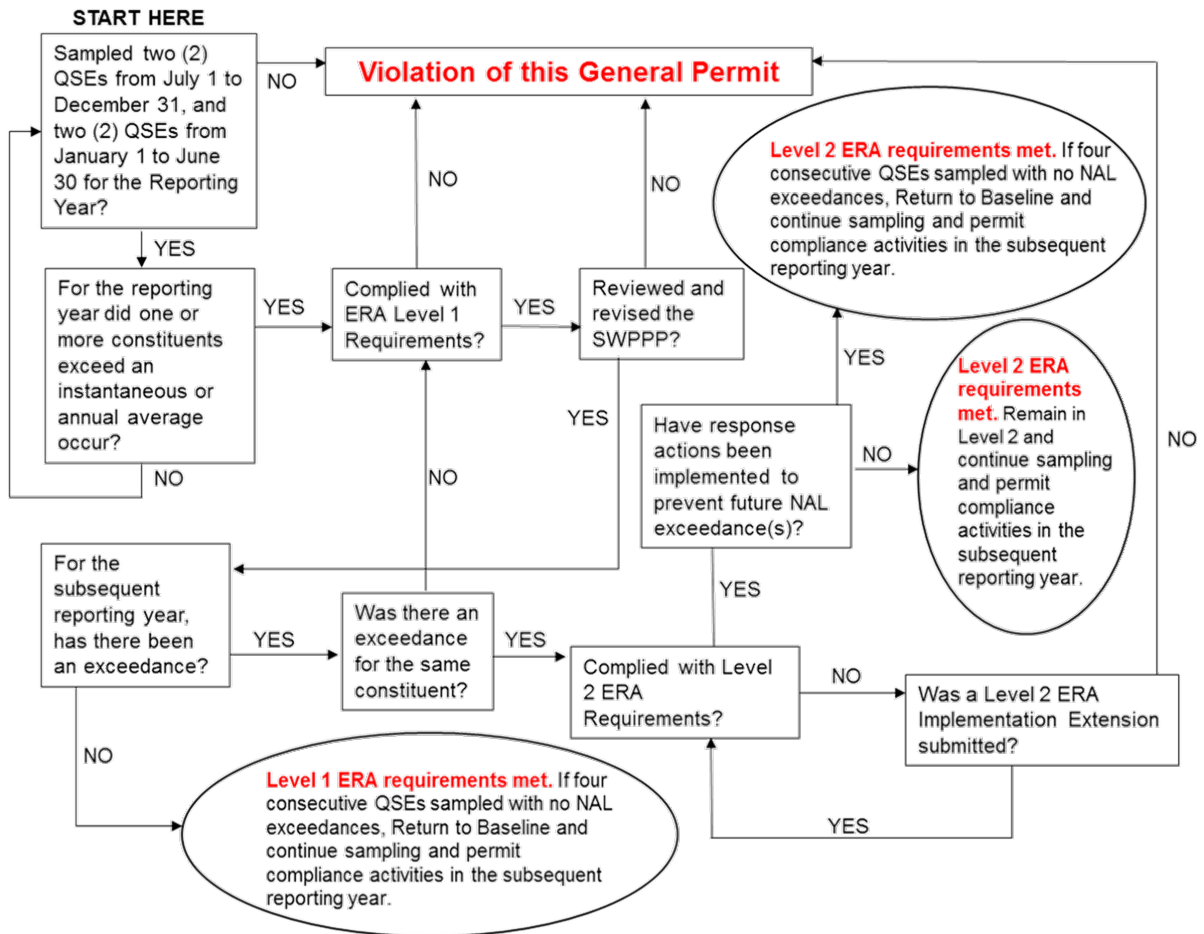 START HERE
Sampled two (2)
QSEs from July 1 to
December 31, and
two (2) QSEs from
January 1 to June
30 for the Reporting
Year?
NO
Violation of this General Permit
YES
NO
NO
Level 2 ERA requirements met. If four
consecutive QSEs sampled with no NAL
exceedances, Return to Baseline and
continue sampling and permit
compliance activities in the subsequent
reporting year.
For the reporting
year did one or
more constituents
exceed an
instantaneous or
annual average
occur?
YES
Complied with
ERA Level 1
Requirements?
YES
Reviewed and
revised the
SWPPP?
YES
Level 2 ERA
requirements
met. Remain in
Level 2 and
continue sampling
and permit
compliance
activities in the
subsequent
reporting year.
NO
NO
NO
YES
Have response
actions been
implemented to
prevent future NAL
exceedance(s)?
NO
For the
subsequent
reporting year,
has there been
an exceedance?
YES
Was there an
exceedance
for the same
constituent?
YES
YES
Complied with Level
2 ERA
Requirements?
NO
Was a Level 2 ERA
Implementation Extension
submitted?
NO
YES
Level 1 ERA requirements met. If four
consecutive QSEs sampled with no NAL
exceedances, Return to Baseline and
continue sampling and permit
compliance activities in the subsequent
reporting year.